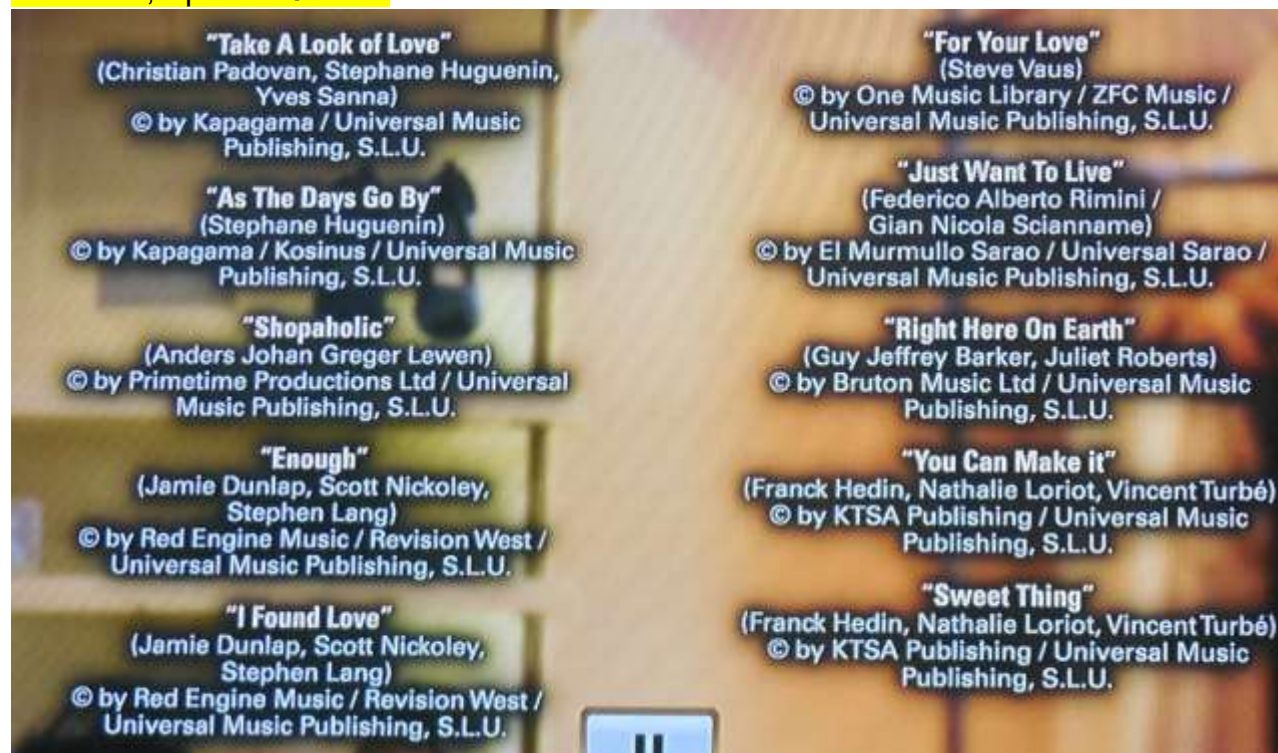 "Take A Look of Love"
(Christian Padovan, Stephane Huguenin,
Yves Sanna)
© by Kapagama / Universal Music
Publishing, S.L.U.
"As The Days Go By"
(Stephane Huguenin)
© by Kapagama / Kosinus / Universal Music
Publishing, S.L.U.
"Shopaholic"
(Anders Johan Greger Lewen)
© by Primetime Productions Ltd / Universal
Music Publishing, S.L.U.
"Enough"
(Jamie Dunlap, Scott Nickoley,
Stephen Lang)
© by Red Engine Music / Revision West /
Universal Music Publishing, S.L.U.
"I Found Love"
(Jamie Dunlap, Scott Nickoley,
Stephen Lang)
© by Red Engine Music / Revision West /
Universal Music Publishing, S.L.U.
"For Your Love"
(Steve Vaus)
© by One Music Library / ZFC Music /
Universal Music Publishing, S.L.U.
"Just Want To Live"
(Federico Alberto Rimini /
Gian Nicola Scianname)
© by El Murmullo Sarao / Universal Sarao /
Universal Music Publishing, S.L.U.
"Right Here On Earth"
(Guy Jeffrey Barker, Juliet Roberts)
© by Bruton Music Ltd / Universal Music
Publishing, S.L.U.
"You Can Make it"
(Franck Hedin, Nathalie Loriot, Vincent Turbé)
© by KTSA Publishing / Universal Music
Publishing, S.L.U.
"Sweet Thing"
(Franck Hedin, Nathalie Loriot, Vincent Turbé)
© by KTSA Publishing / Universal Music
Publishing, S.L.U.